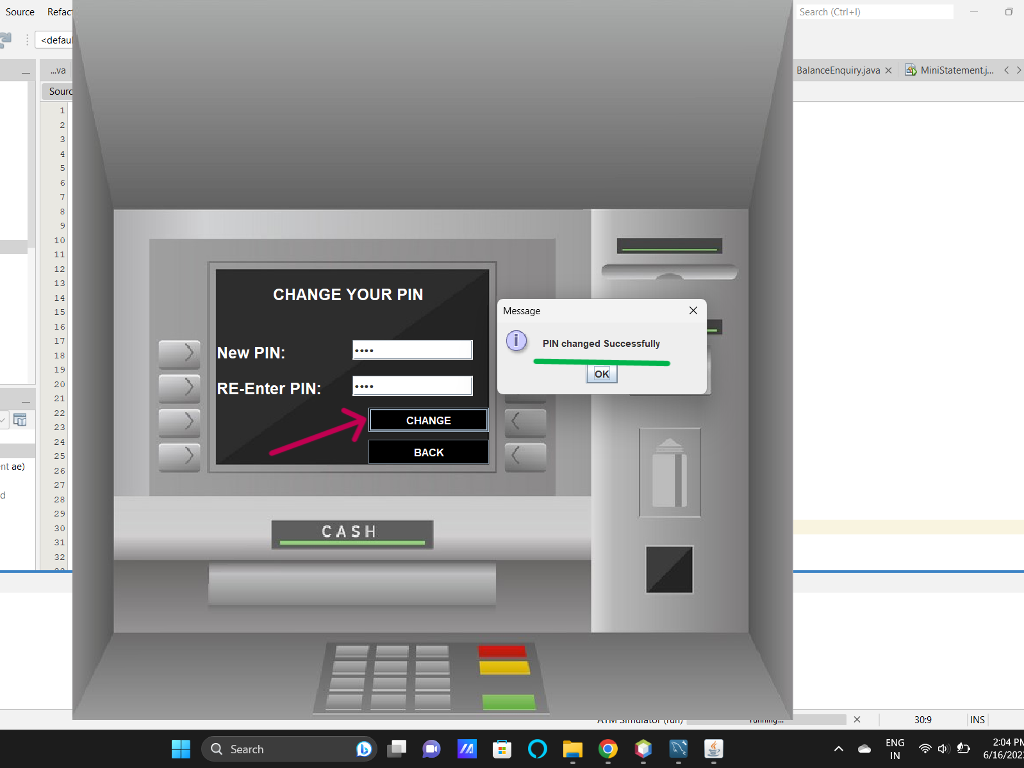 Source Refac
Search (Ctrl+I)
<defau
...va
BalanceEnquiry.java
MiniStatement.j...
Sourc
1
2
3
4
5
6
7
8
9
10
11
12
13
14
15
16
17
18
19
20
21
22
23
24
25
26
27
28
29
30
31
32
nt ae)
d
CHANGE YOUR PIN
New PIN:
RE-Enter PIN:
CHANGE
BACK
Message
PIN changed Successfully
OK
CASH
ATM Simulator (run)
running...
30:9
INS
Search
ENG
IN
2:04 PM
6/16/202